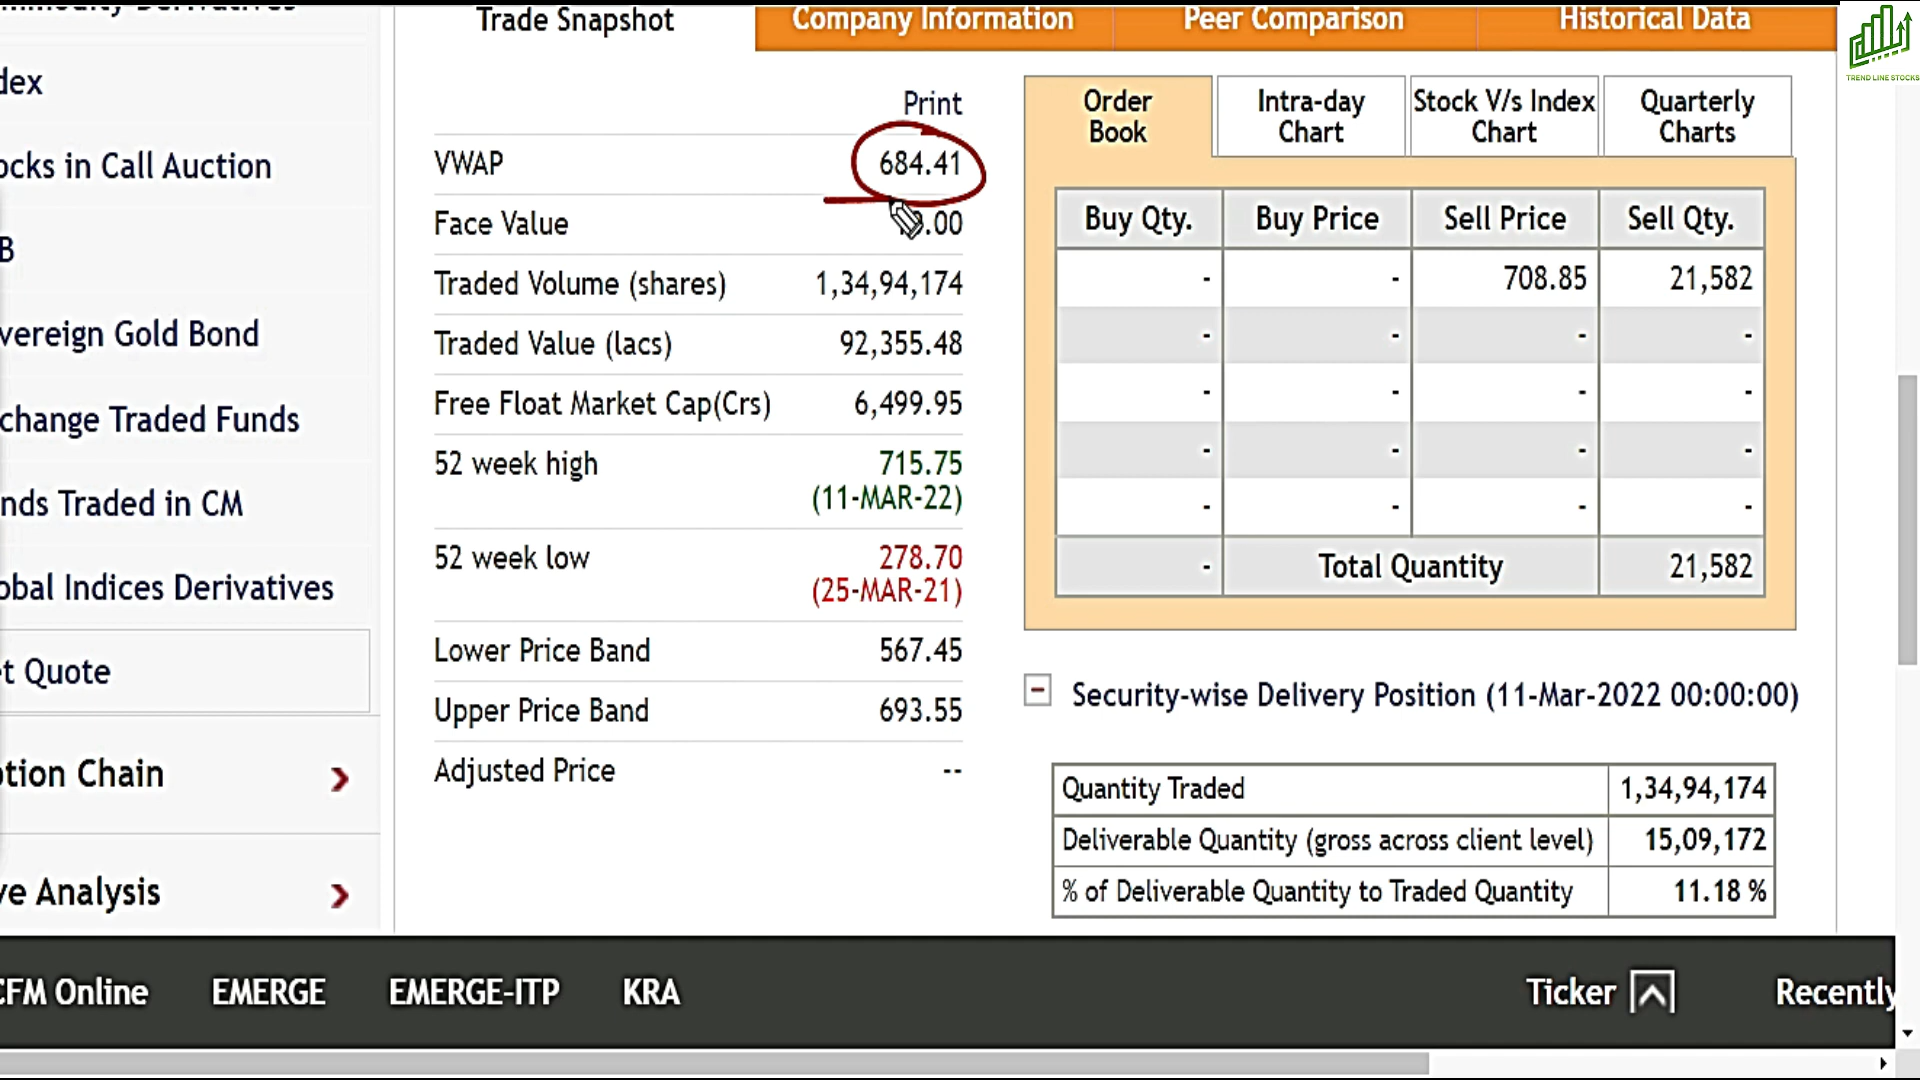 Trade Snapshot
Company Information
Peer Comparison
Historical Data
TREND LINE STOCKS
dex
ocks in Call Auction
B
vereign Gold Bond
change Traded Funds
nds Traded in CM
obal Indices Derivatives
t Quote
tion Chain
ve Analysis
Print
VWAP 684.41
Face Value .00
Traded Volume (shares) 1,34,94,174
Traded Value (lacs) 92,355.48
Free Float Market Cap(Crs) 6,499.95
52 week high 715.75
(11-MAR-22)
52 week low 278.70
(25-MAR-21)
Lower Price Band 567.45
Upper Price Band 693.55
Adjusted Price --
Order Book
Intra-day Chart
Stock V/s Index Chart
Quarterly Charts
Buy Qty. Buy Price Sell Price Sell Qty.
- - 708.85 21,582
- - - -
- - - -
- - - -
- - - -
- Total Quantity 21,582
Security-wise Delivery Position (11-Mar-2022 00:00:00)
Quantity Traded 1,34,94,174
Deliverable Quantity (gross across client level) 15,09,172
% of Deliverable Quantity to Traded Quantity 11.18 %
CFM Online EMERGE EMERGE-ITP KRA Ticker Recently